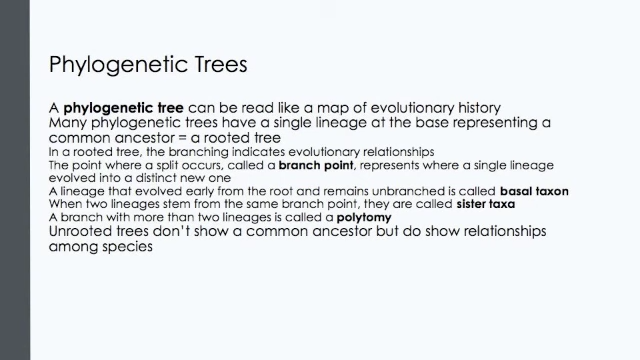 Phylogenetic Trees
A phylogenetic tree can be read like a map of evolutionary history
Many phylogenetic trees have a single lineage at the base representing a
common ancestor = a rooted tree
In a rooted tree, the branching indicates evolutionary relationships
The point where a split occurs, called a branch point, represents where a single lineage
evolved into a distinct new one
A lineage that evolved early from the root and remains unbranched is called basal taxon
When two lineages stem from the same branch point, they are called sister taxa
A branch with more than two lineages is called a polytomy
Unrooted trees don't show a common ancestor but do show relationships
among species